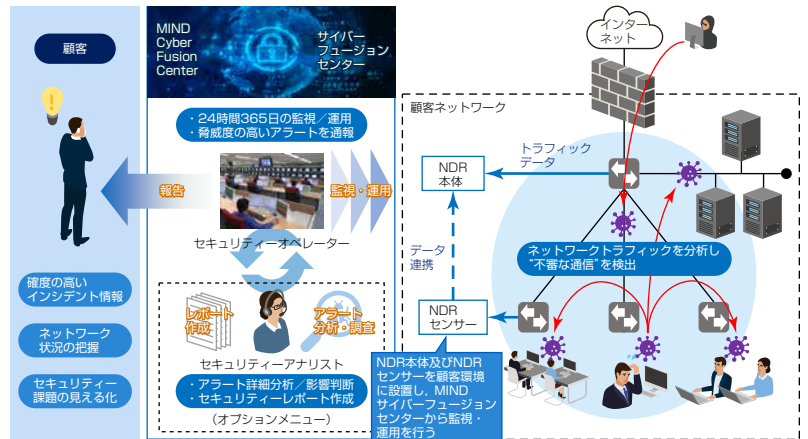 顧客
確度の高い
インシデント情報
ネットワーク
状況の把握
セキュリティー
課題の見える化
MIND
Cyber
Fusion
Center
サイバー
フュージョン
センター
・24時間365日の監視／運用
・脅威度の高いアラートを通報
報告
監視・運用
セキュリティーオペレーター
レポート
作成
アラート
分析・調査
セキュリティーアナリスト
・アラート詳細分析／影響判断
・セキュリティーレポート作成
（オプションメニュー）
インター
ネット
顧客ネットワーク
トラフィック
データ
NDR
本体
データ
連携
ネットワークトラフィックを分析し
“不審な通信”を検出
NDR
センサー
NDR本体及びNDR
センサーを顧客環境
に設置し，MIND
サイバーフュージョン
センターから監視・
運用を行う